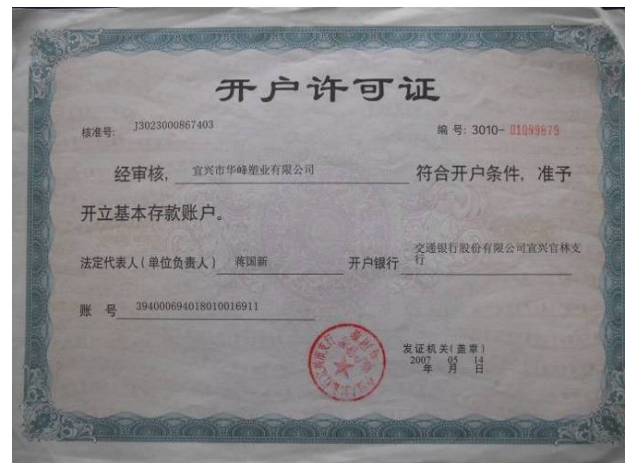 开户许可证
核准号: J3023000867403 编 号: 3010- 01099879
经审核, 宜兴市华峰塑业有限公司 符合开户条件, 准予
开立基本存款账户。
法定代表人(单位负责人) 蒋国新 开户银行 交通银行股份有限公司宜兴官林支
行
账 号 394000694018010016911
发证机关(盖章)
2007 05 14
年 月 日